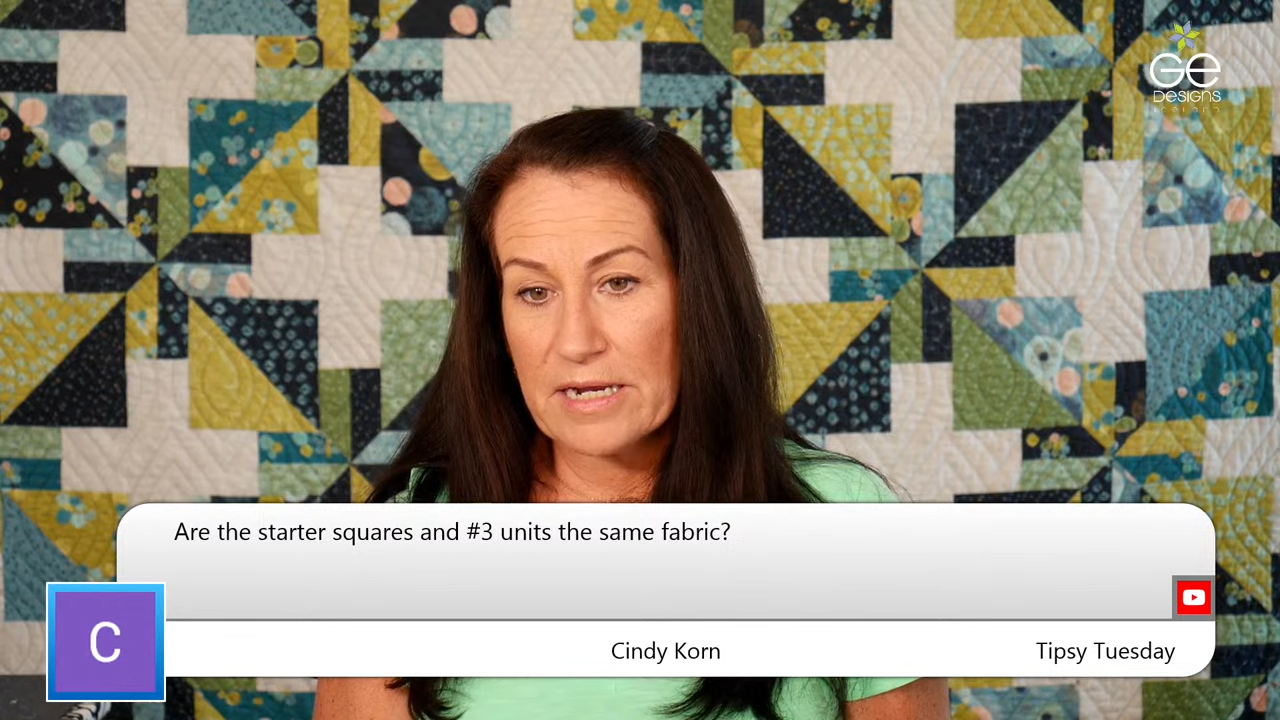 GE
DESIGNS
Are the starter squares and #3 units the same fabric?
C
Cindy Korn
Tipsy Tuesday